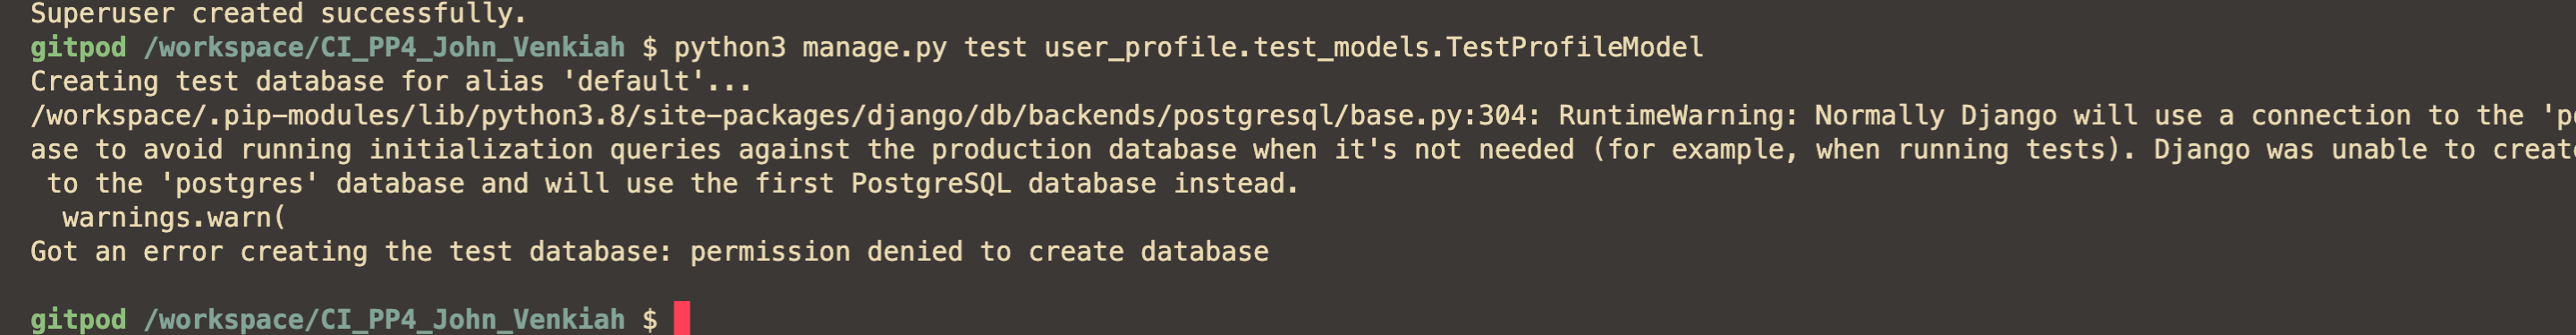 Superuser created successfully.
gitpod /workspace/CI_PP4_John_Venkiah $ python3 manage.py test user_profile.test_models.TestProfileModel
Creating test database for alias 'default'...
/workspace/.pip-modules/lib/python3.8/site-packages/django/db/backends/postgresql/base.py:304: RuntimeWarning: Normally Django will use a connection to the
ase to avoid running initialization queries against the production database when it's not needed (for example, when running tests). Django was unable to
to the 'postgres' database and will use the first PostgreSQL database instead.
warnings.warn(
Got an error creating the test database: permission denied to create database
gitpod /workspace/CI_PP4_John_Venkiah $